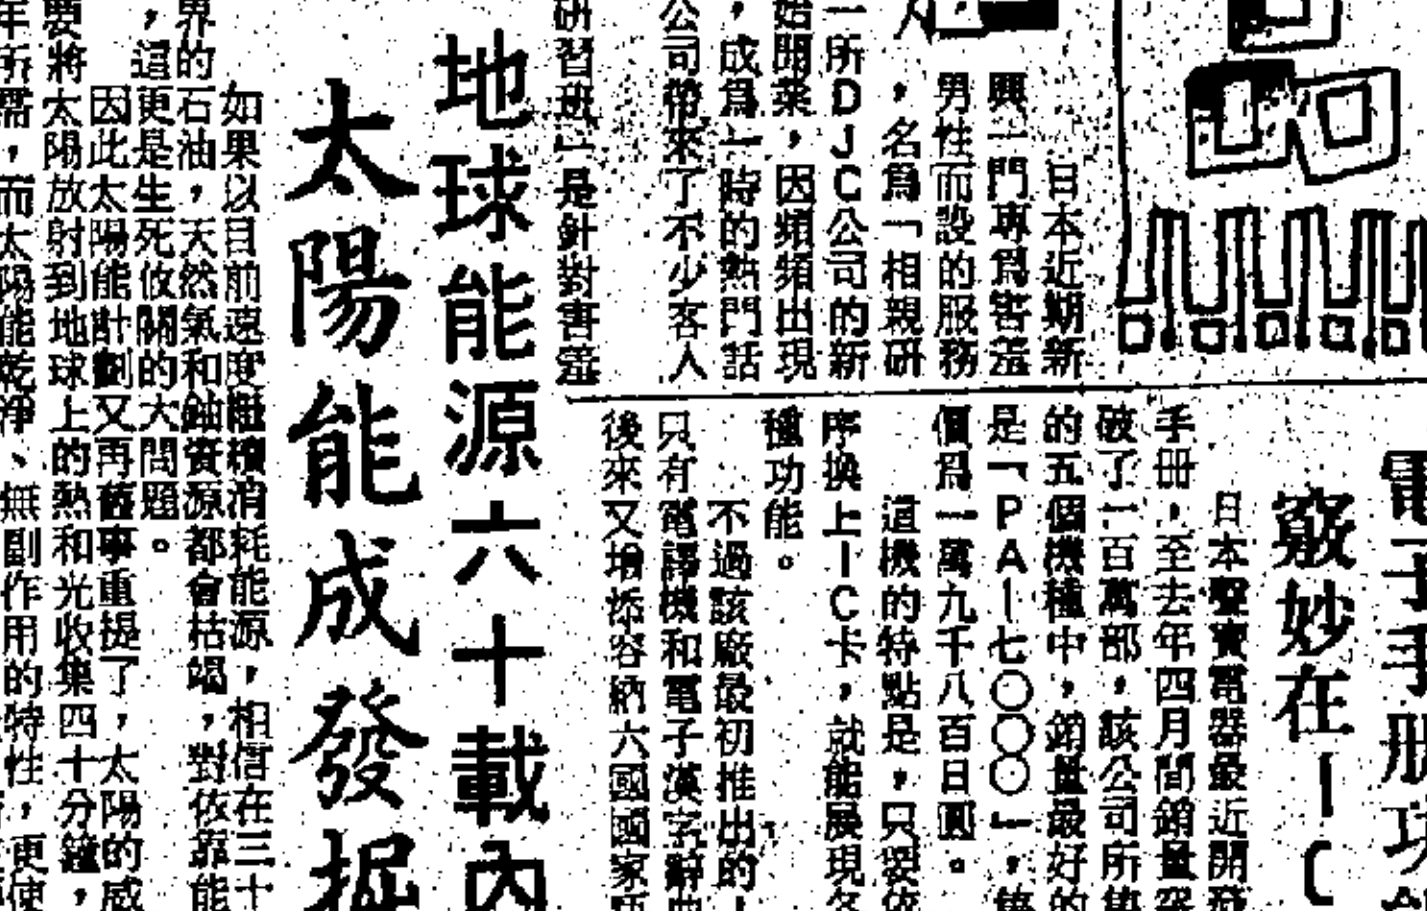 日本近期新
興一門專爲害羞
男性而設的服務
，名爲「相親研
一所DJC公司的新
始開業，因頻頻出現
，成爲一時的熱門話
公司帶來了不少客人
研習班」是針對害羞
電子手册功
竅妙在IC
日本聲寶電器最近開發
手册，至去年四月間銷量突
破了一百萬部，該公司所售
的五個機種中，銷量最好的
是「PA—七〇〇〇」，售
個爲一萬九千八百日圓。
這機的特點是，只要依
序換上IC卡，就能展現各
種功能。
不過該廠最初推出的
只有電譯機和電子漢字辭典
後來又增添容納六國國家
地球能源六十載內
太陽能成發掘
如果以目前速度繼續消耗能源，相信在三十
界的石油，天然氣和鈾資源都會枯竭，對依靠能
，這更是生死攸關的大問題。
因此太陽能計劃又再舊事重提了，太陽的感
要將太陽放射到地球上的熱和光收集四十分鐘，
年所需，而太陽能乾净、無副作用的特性，更使